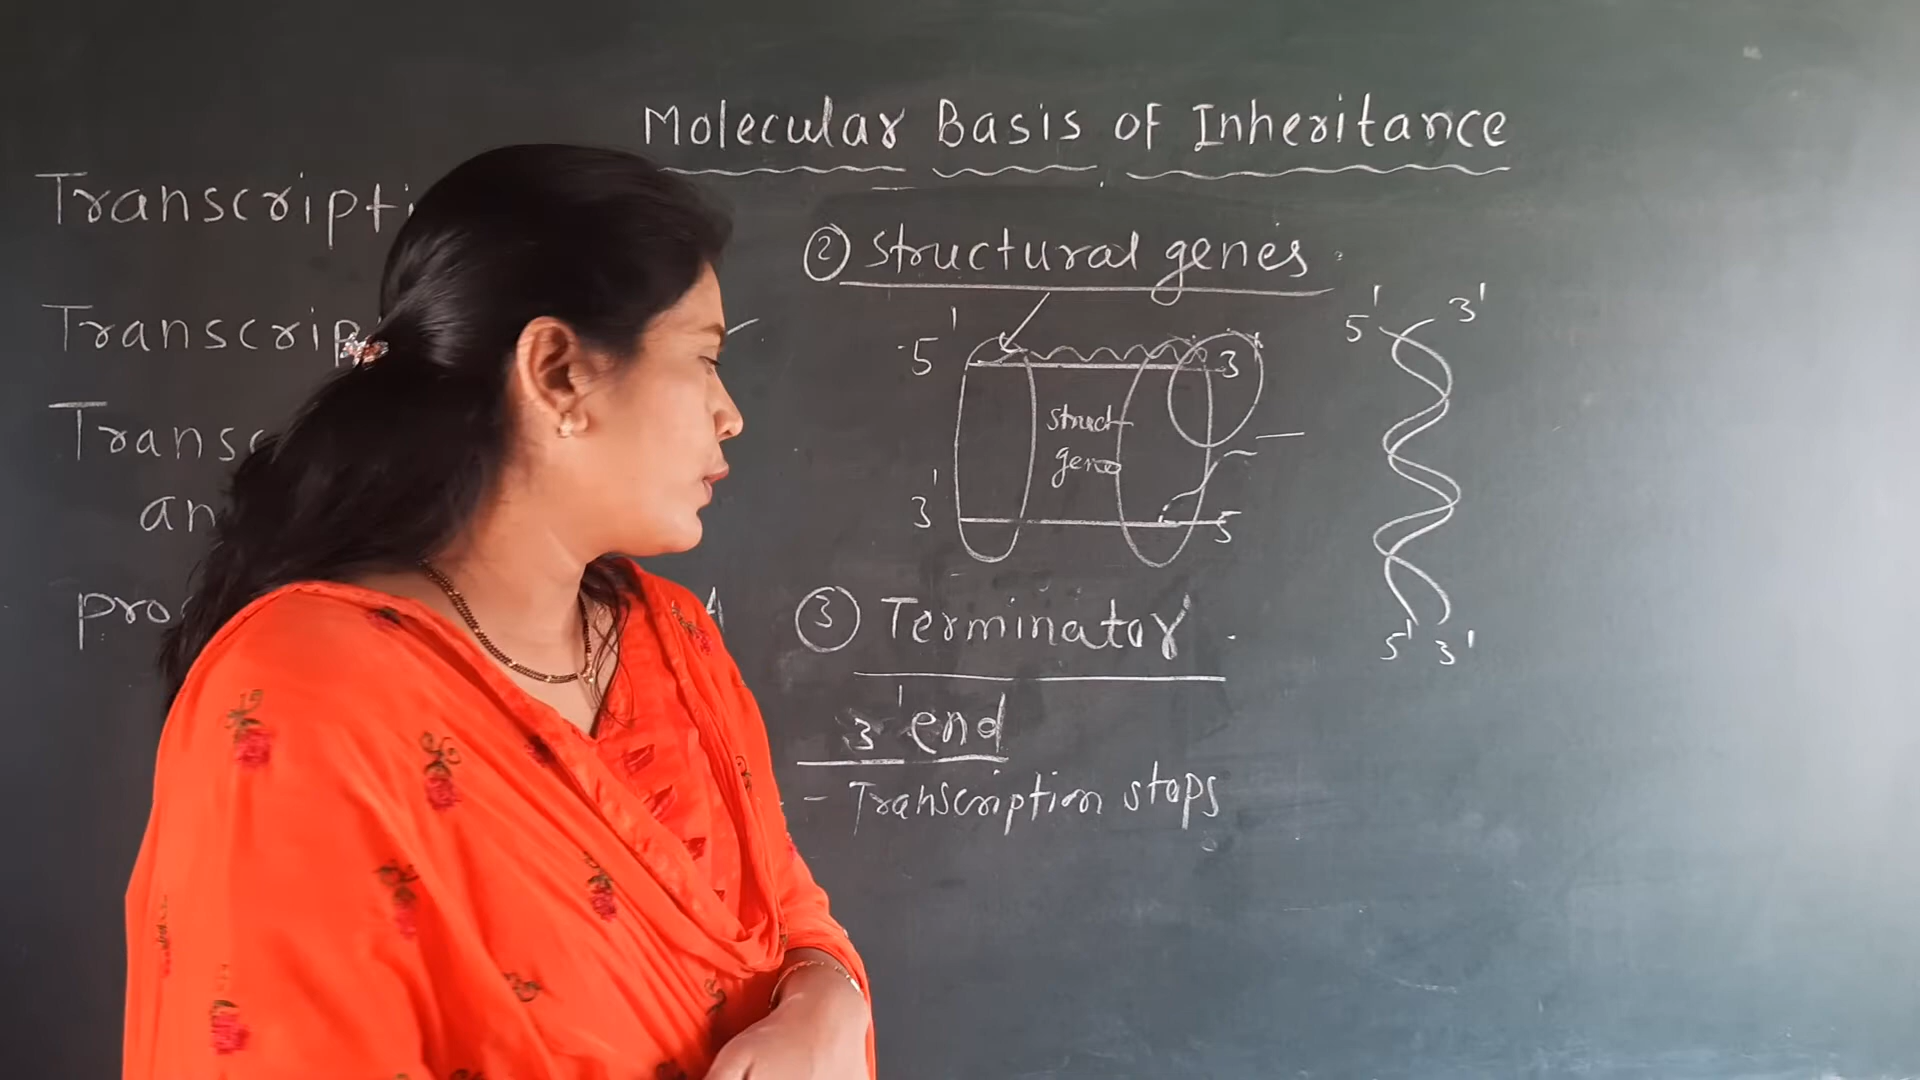 Molecular Basis of Inheritance
Transcripti
② structural genes
5' 3'
Transcrip
5' 3
struct
gene
Transc
an
3' 5
pro A
③ Terminator
5' 3'
3' end
- Transcription stops